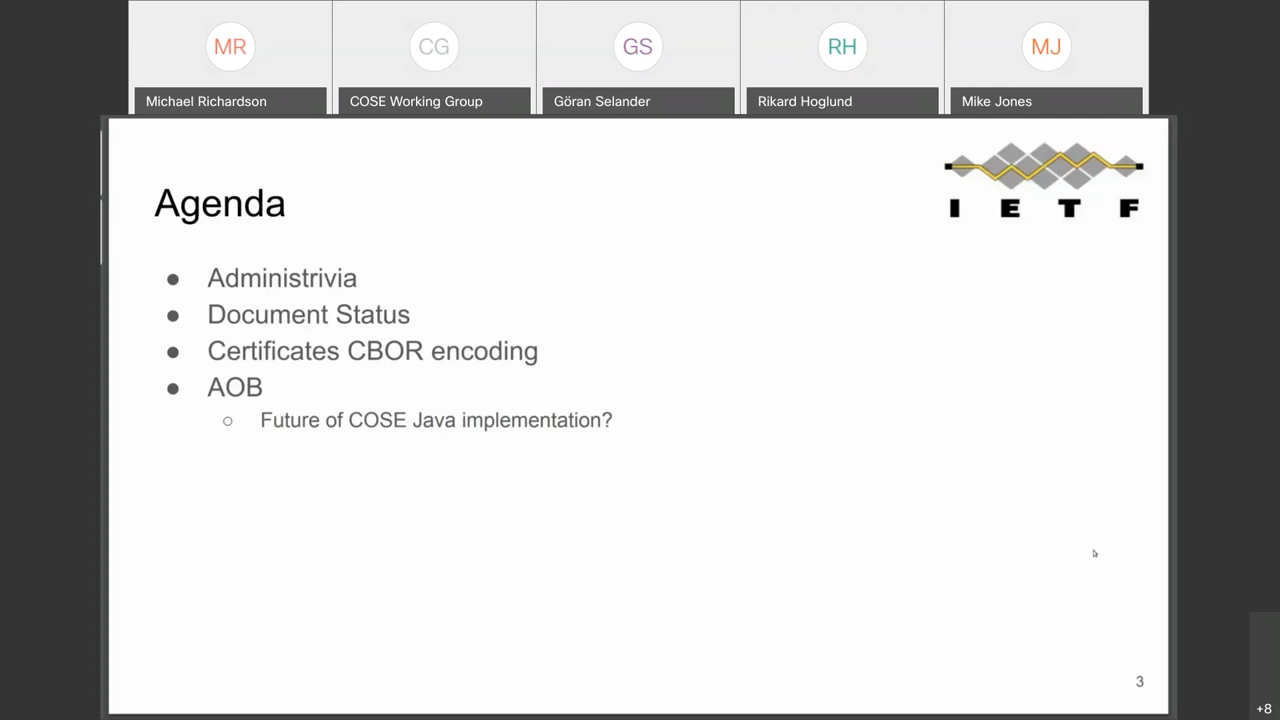 MR
CG
GS
RH
MJ
Michael Richardson
COSE Working Group
Göran Selander
Rikard Hoglund
Mike Jones
I E T F
Agenda
● Administrivia
● Document Status
● Certificates CBOR encoding
● AOB
○ Future of COSE Java implementation?
3
+8